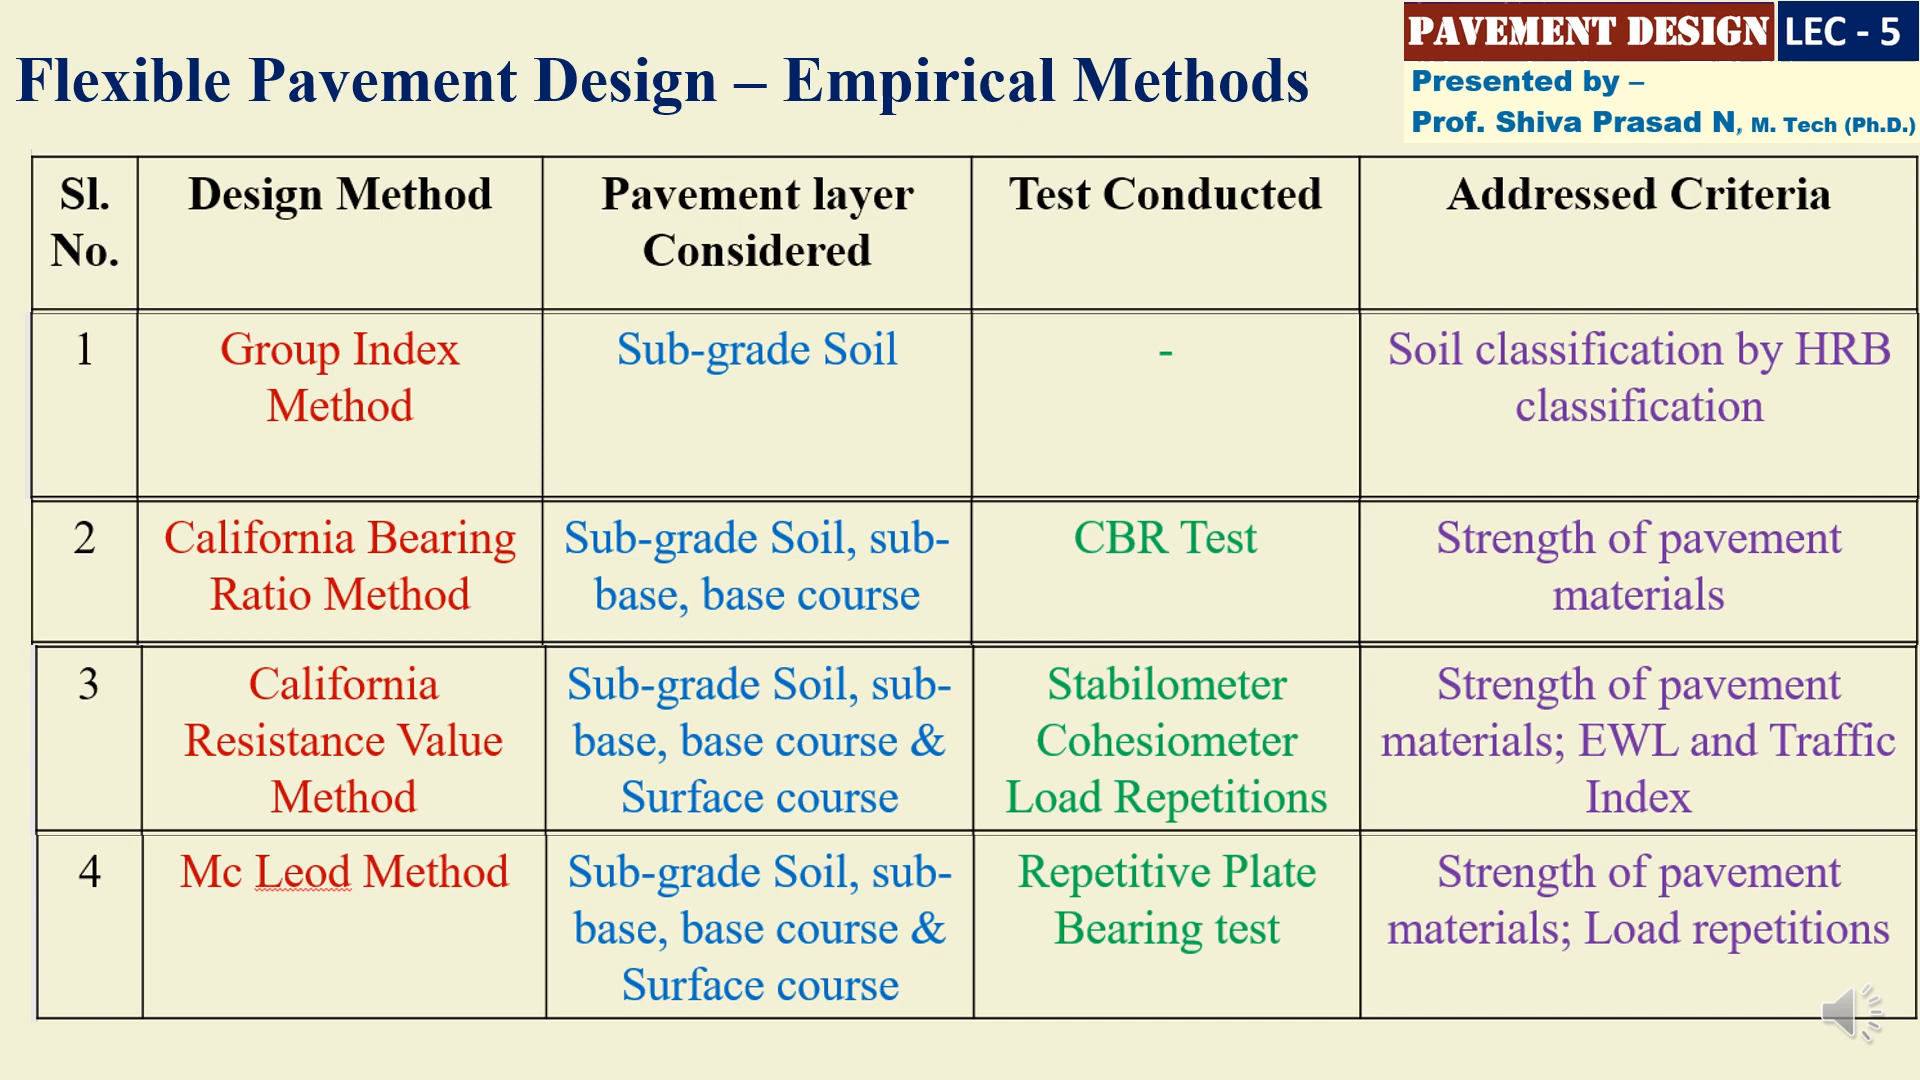 PAVEMENT DESIGN LEC - 5
Flexible Pavement Design – Empirical Methods
Presented by –
Prof. Shiva Prasad N, M. Tech (Ph.D.)
Sl.
No.
Design Method
Pavement layer
Considered
Test Conducted
Addressed Criteria
1
Group Index
Method
Sub-grade Soil
-
Soil classification by HRB
classification
2
California Bearing
Ratio Method
Sub-grade Soil, sub-
base, base course
CBR Test
Strength of pavement
materials
3
California
Resistance Value
Method
Sub-grade Soil, sub-
base, base course &
Surface course
Stabilometer
Cohesiometer
Load Repetitions
Strength of pavement
materials; EWL and Traffic
Index
4
Mc Leod Method
Sub-grade Soil, sub-
base, base course &
Surface course
Repetitive Plate
Bearing test
Strength of pavement
materials; Load repetitions